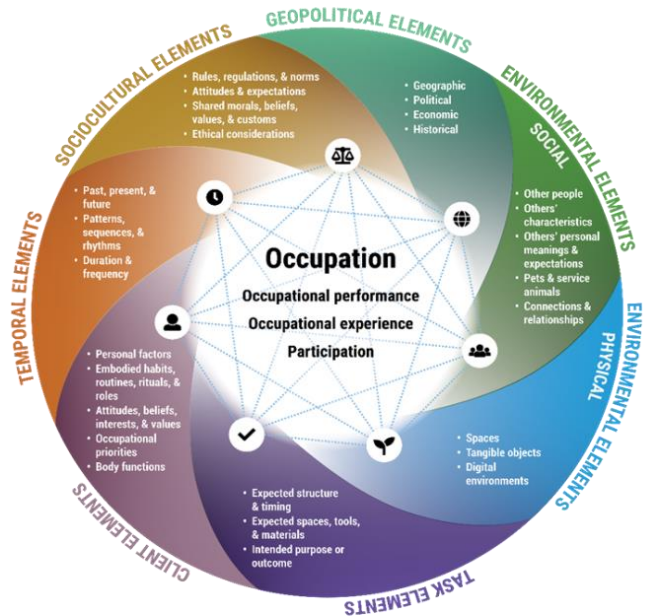 GEOPOLITICAL ELEMENTS
• Geographic
• Political
• Economic
• Historical
ENVIRONMENTAL ELEMENTS
SOCIAL
• Other people
• Others'
characteristics
• Others' personal
meanings &
expectations
• Pets & service
animals
• Connections &
relationships
ENVIRONMENTAL ELEMENTS
PHYSICAL
• Spaces
• Tangible objects
• Digital
environments
TASK ELEMENTS
• Expected structure
& timing
• Expected spaces, tools,
& materials
• Intended purpose or
outcome
CLIENT ELEMENTS
• Personal factors
• Embodied habits,
routines, rituals, &
roles
• Attitudes, beliefs,
interests, & values
• Occupational
priorities
• Body functions
TEMPORAL ELEMENTS
• Past, present, &
future
• Patterns,
sequences, &
rhythms
• Duration &
frequency
SOCIOCULTURAL ELEMENTS
• Rules, regulations, & norms
• Attitudes & expectations
• Shared morals, beliefs,
values, & customs
• Ethical considerations
Occupation
Occupational performance
Occupational experience
Participation